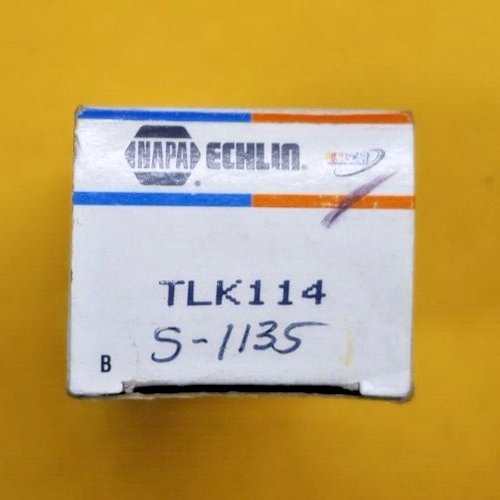 NAPA ECHLIN. NASCAR
TLK114
S-1135
B